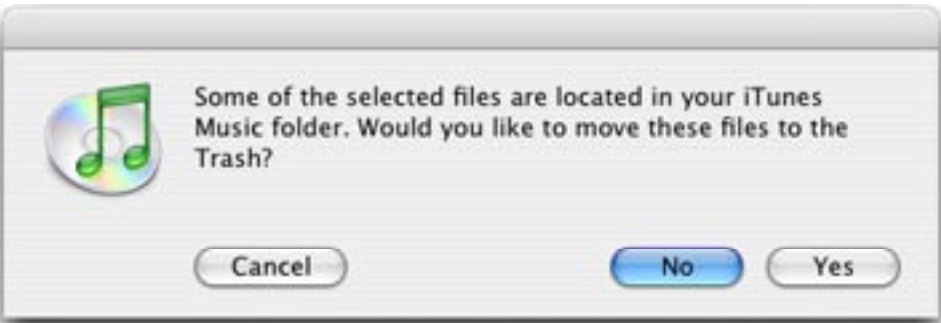 Some of the selected files are located in your iTunes
Music folder. Would you like to move these files to the
Trash?
Cancel
No
Yes